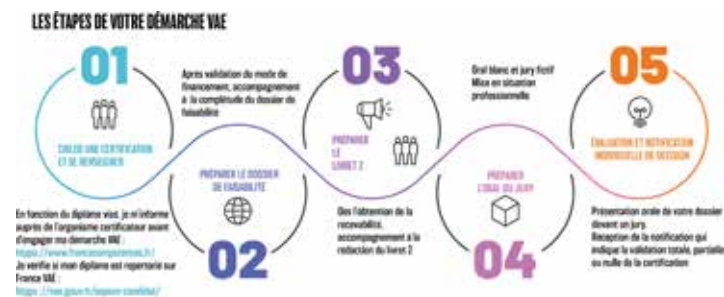 LES ÉTAPES DE VOTRE DÉMARCHE VAE
01
CIBLER UNE CERTIFICATION
ET SE RENSEIGNER
En fonction du diplôme visé, je m'informe
auprès de l'organisme certificateur avant
d'engager ma démarche VAE :
https://www.francecompetences.fr/
Je vérifie si mon diplôme est répertorié sur
France VAE :
Après validation du mode de
financement, accompagnement
à la complétude du dossier de
faisabilité
PRÉPARER LE DOSSIER
DE FAISABILITÉ
02
03
PRÉPARER
LE
LIVRET 2
Dès l'obtention de la
recevabilité,
accompagnement à la
rédaction du livret 2
Oral blanc et jury fictif
Mise en situation
professionnelle
PRÉPARER
L'ORAL DU JURY
04
05
ÉVALUATION ET NOTIFICATION
INDIVIDUELLE DE DÉCISION
Présentation orale de votre dossier
devant un jury.
Réception de la notification qui
indique la validation totale, partielle
ou nulle de la certification